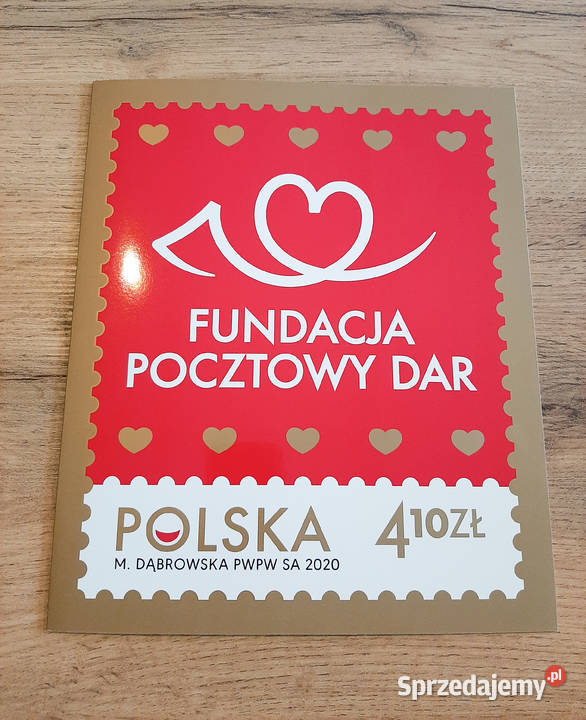 FUNDACJA
POCZTOWY DAR
POLSKA 410ZŁ
M. DĄBROWSKA PWPW SA 2020
Sprzedajemy.pl